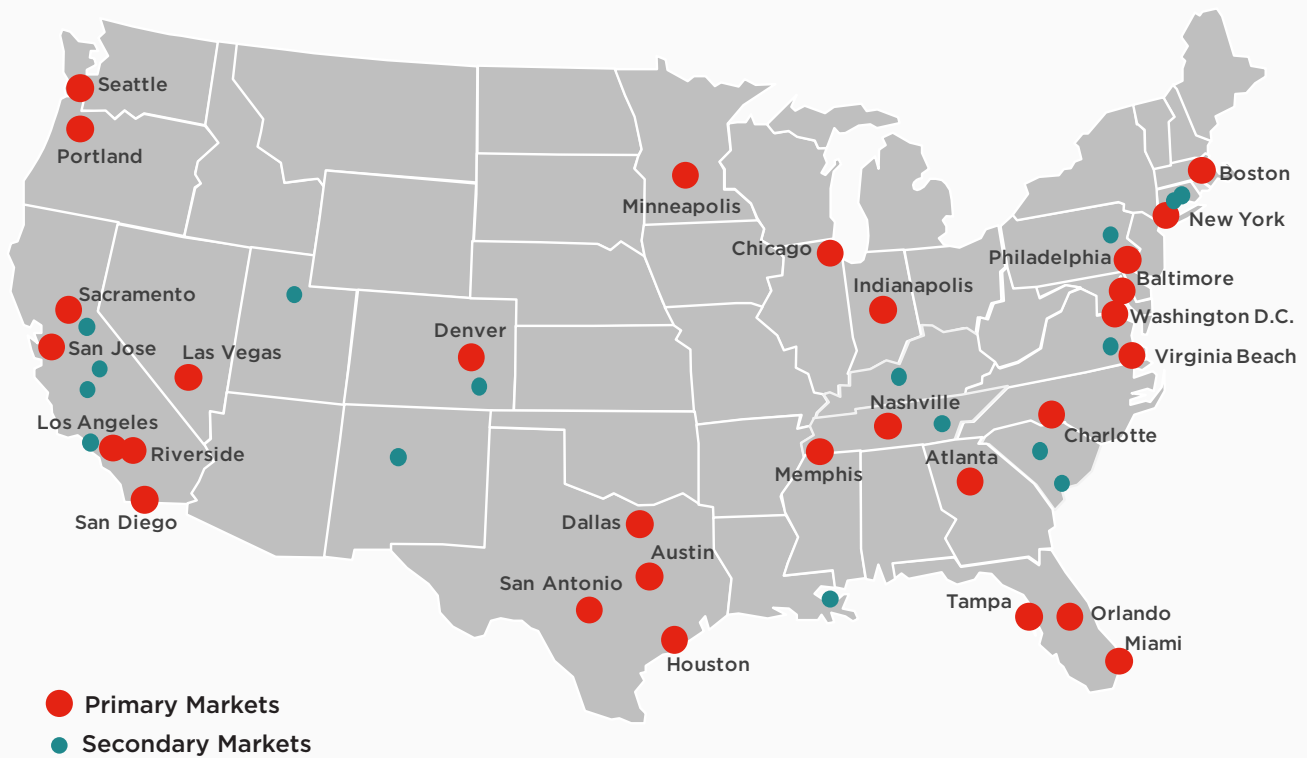 Seattle
Portland
Boston
Minneapolis
New York
Chicago
Philadelphia
Indianapolis
Baltimore
Sacramento
Washington D.C.
Denver
San Jose
Las Vegas
Virginia Beach
Nashville
Los Angeles
Charlotte
Riverside
Atlanta
Memphis
San Diego
Dallas
Austin
San Antonio
Tampa
Orlando
Miami
Houston
Primary Markets
Secondary Markets